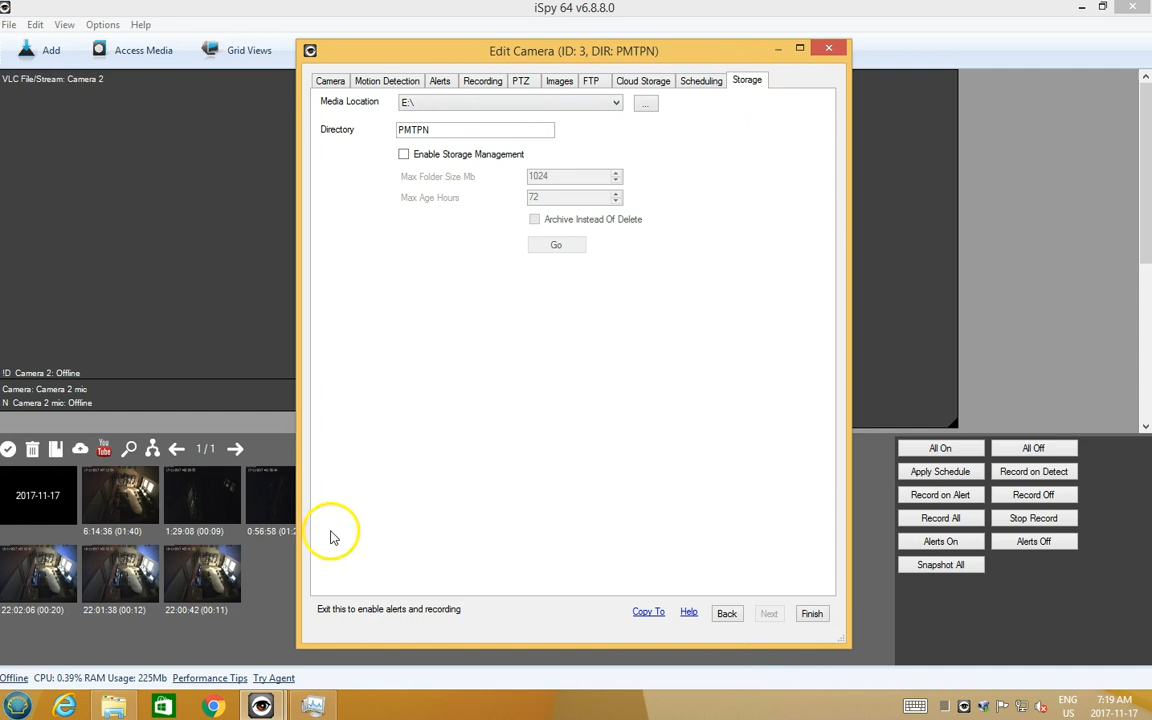 iSpy 64 v6.8.8.0
File Edit View Options Help
Add Access Media Grid Views
VLC File/Stream: Camera 2
Edit Camera (ID: 3, DIR: PMTPN)
Camera Motion Detection Alerts Recording PTZ Images FTP Cloud Storage Scheduling Storage
Media Location E:\ ...
Directory PMTPN
Enable Storage Management
Max Folder Size Mb 1024
Max Age Hours 72
Archive Instead Of Delete
Go
!D Camera 2: Offline
Camera: Camera 2 mic
N Camera 2 mic: Offline
You Tube 1 / 1
2017-11-17
6:14:36 (01:40) 1:29:08 (00:09) 0:56:58 (01:2
22:02:06 (00:20) 22:01:38 (00:12) 22:00:42 (00:11)
All On All Off
Apply Schedule Record on Detect
Record on Alert Record Off
Record All Stop Record
Alerts On Alerts Off
Snapshot All
Exit this to enable alerts and recording
Copy To Help Back Next Finish
Offline CPU: 0.39% RAM Usage: 225Mb Performance Tips Try Agent
ENG 7:19 AM
US 2017-11-17